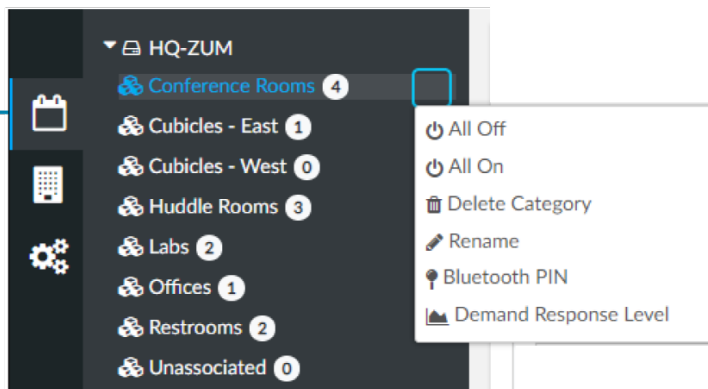 HQ-ZUM
Conference Rooms 4
Cubicles - East 1
Cubicles - West 0
Huddle Rooms 3
Labs 2
Offices 1
Restrooms 2
Unassociated 0
All Off
All On
Delete Category
Rename
Bluetooth PIN
Demand Response Level